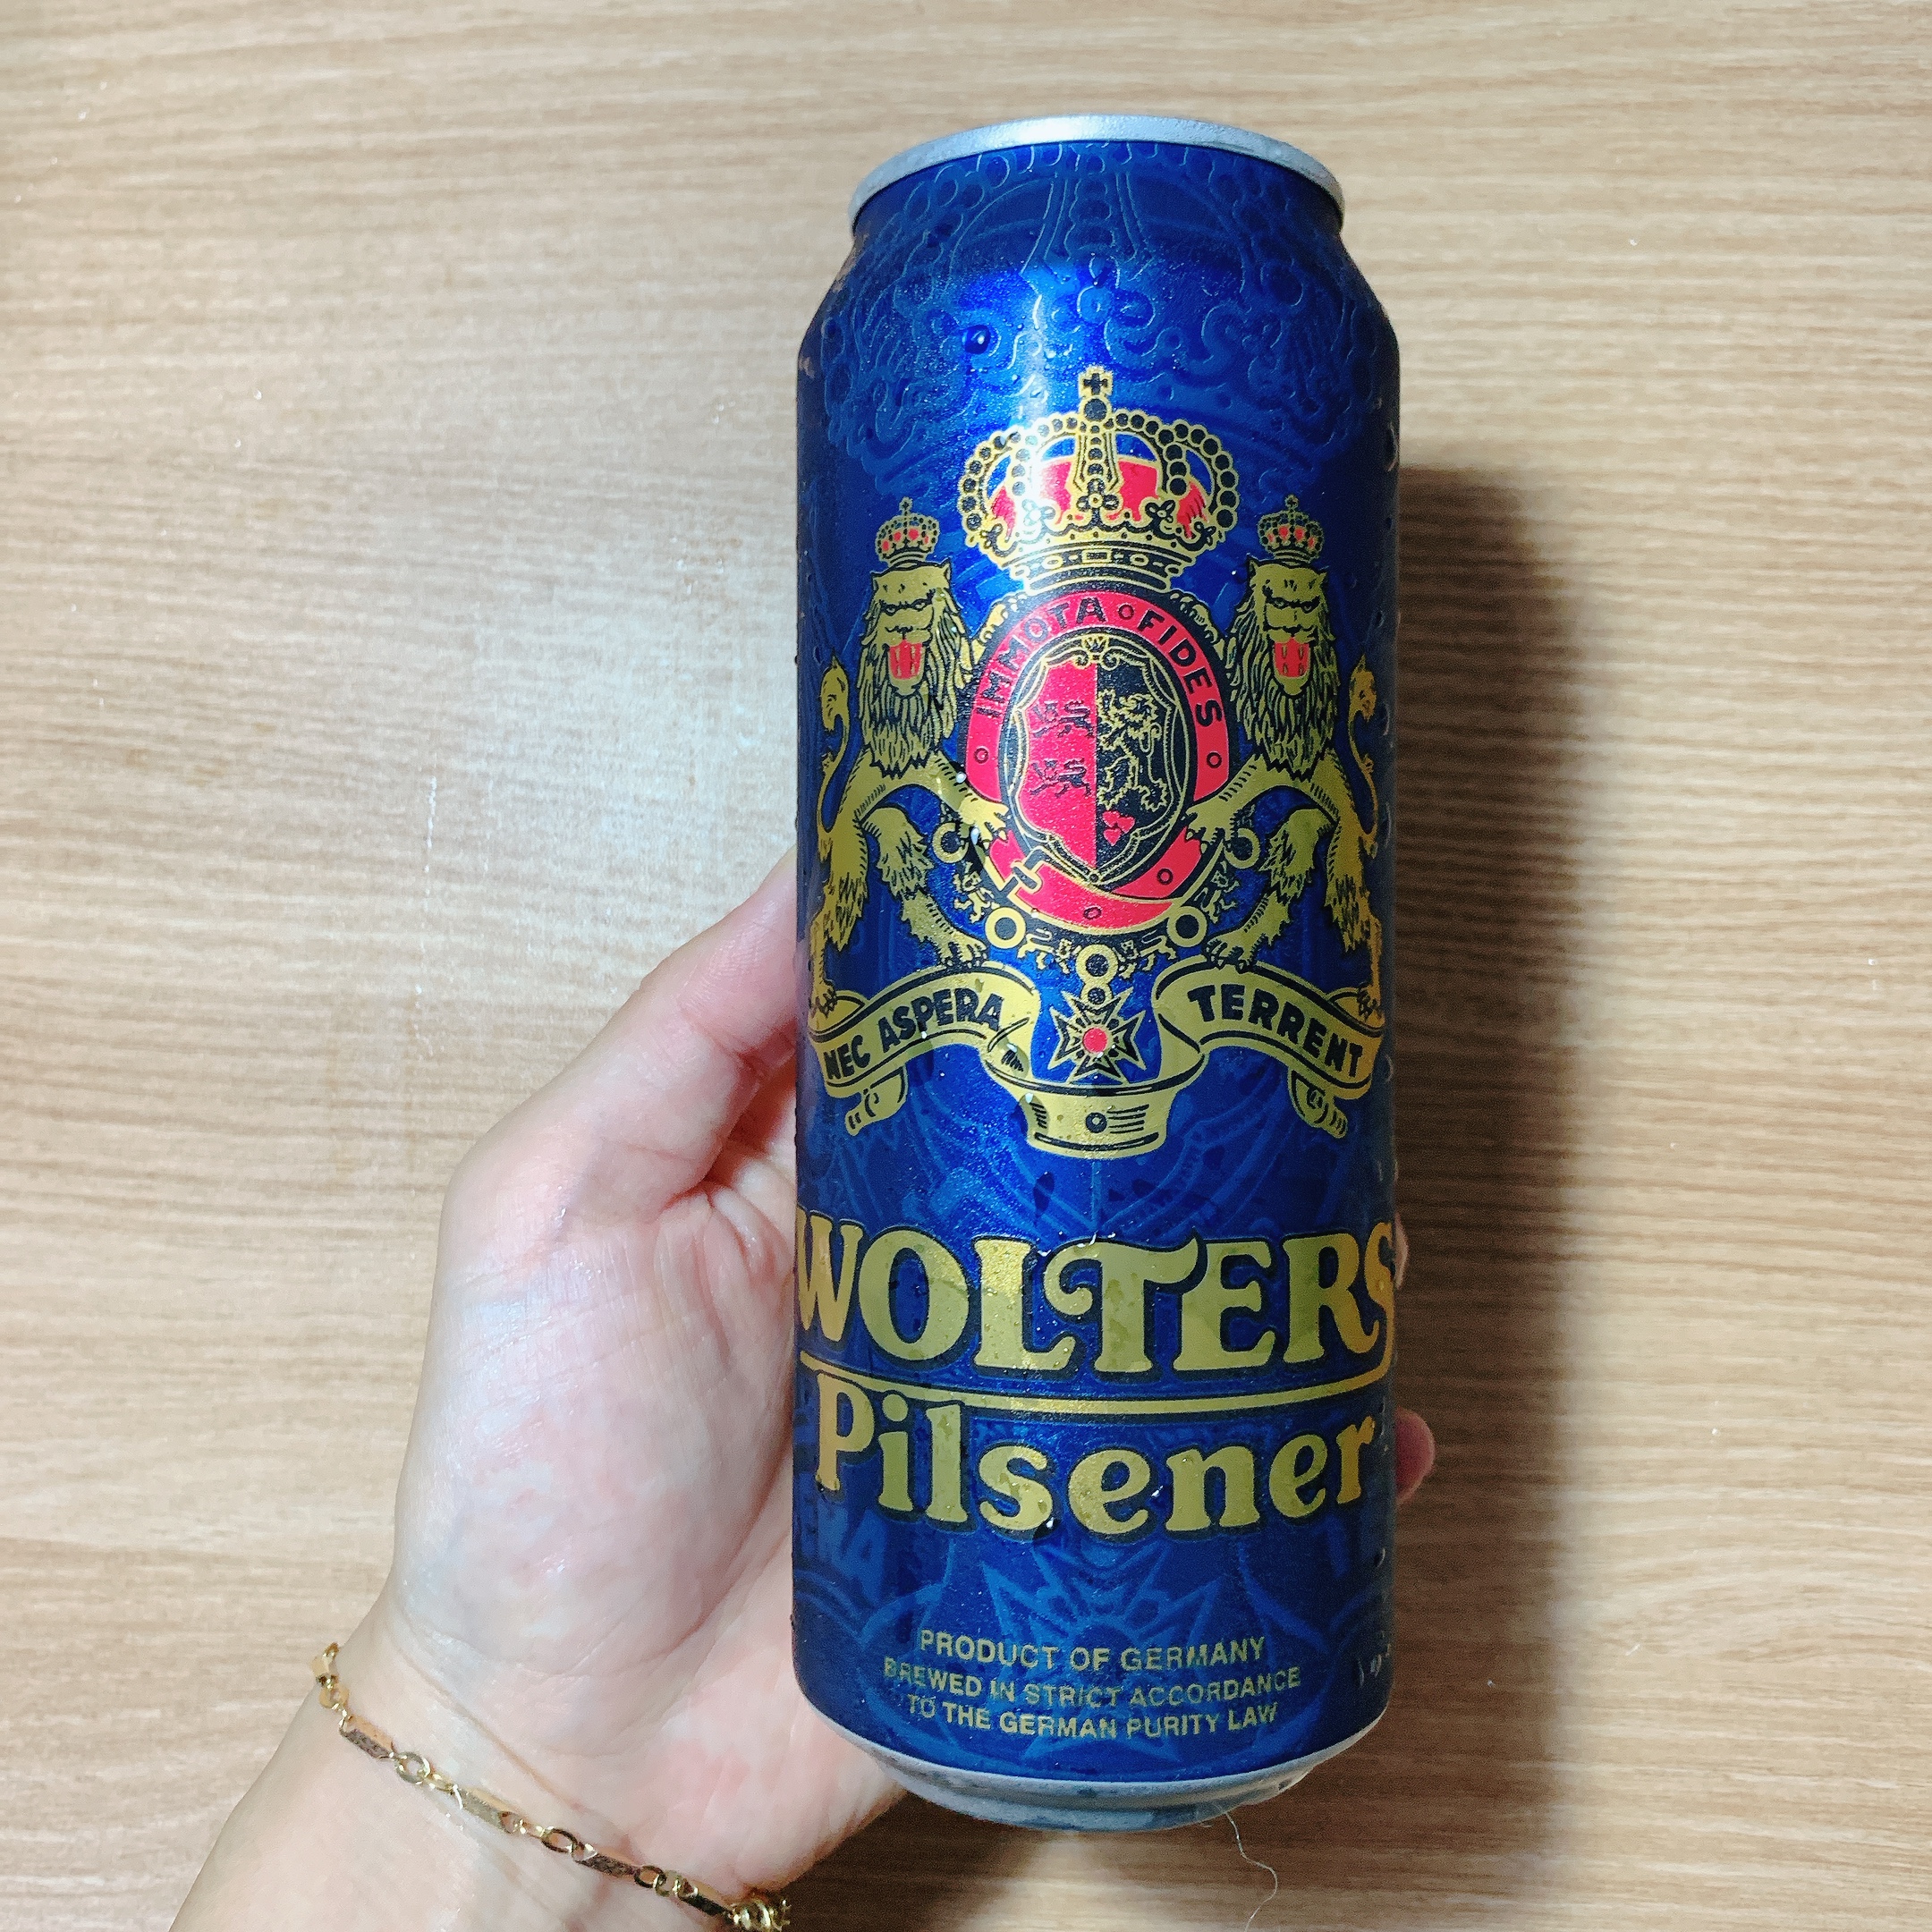 IMMOTA FIDES
NEC ASPERA TERRENT
WOLTERS
Pilsener
PRODUCT OF GERMANY
BREWED IN STRICT ACCORDANCE
TO THE GERMAN PURITY LAW